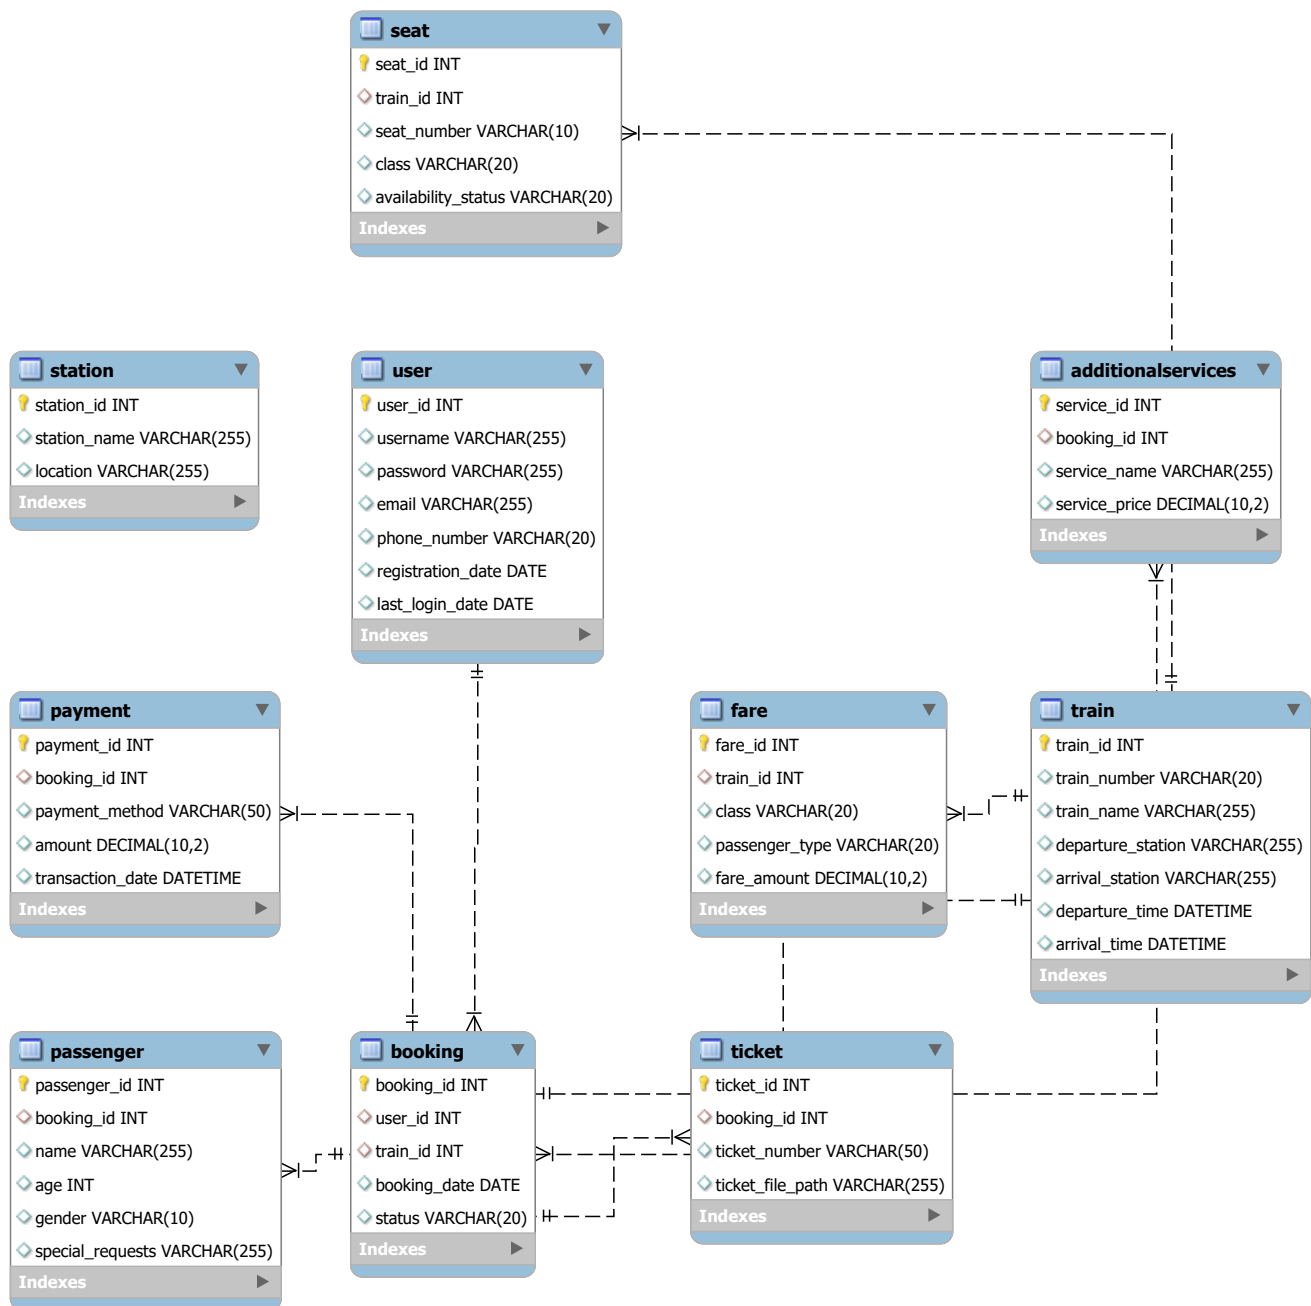 seat
seat_id INT
train_id INT
seat_number VARCHAR(10)
class VARCHAR(20)
availability_status VARCHAR(20)
Indexes
station
station_id INT
station_name VARCHAR(255)
location VARCHAR(255)
Indexes
user
user_id INT
username VARCHAR(255)
password VARCHAR(255)
email VARCHAR(255)
phone_number VARCHAR(20)
registration_date DATE
last_login_date DATE
Indexes
additionalservices
service_id INT
booking_id INT
service_name VARCHAR(255)
service_price DECIMAL(10,2)
Indexes
payment
payment_id INT
booking_id INT
payment_method VARCHAR(50)
amount DECIMAL(10,2)
transaction_date DATETIME
Indexes
fare
fare_id INT
train_id INT
class VARCHAR(20)
passenger_type VARCHAR(20)
fare_amount DECIMAL(10,2)
Indexes
train
train_id INT
train_number VARCHAR(20)
train_name VARCHAR(255)
departure_station VARCHAR(255)
arrival_station VARCHAR(255)
departure_time DATETIME
arrival_time DATETIME
Indexes
passenger
passenger_id INT
booking_id INT
name VARCHAR(255)
age INT
gender VARCHAR(10)
special_requests VARCHAR(255)
Indexes
booking
booking_id INT
user_id INT
train_id INT
booking_date DATE
status VARCHAR(20)
Indexes
ticket
ticket_id INT
booking_id INT
ticket_number VARCHAR(50)
ticket_file_path VARCHAR(255)
Indexes